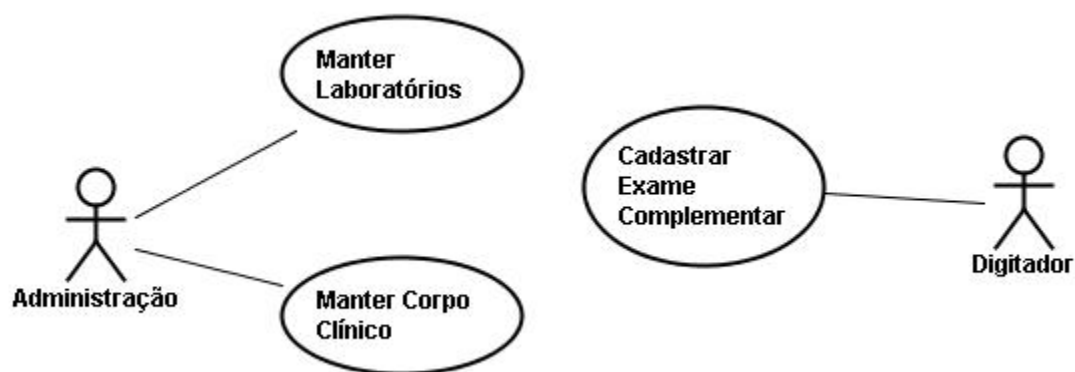 Manter
Laboratórios
Cadastrar
Exame
Complementar
Administração
Digitador
Manter Corpo
Clínico